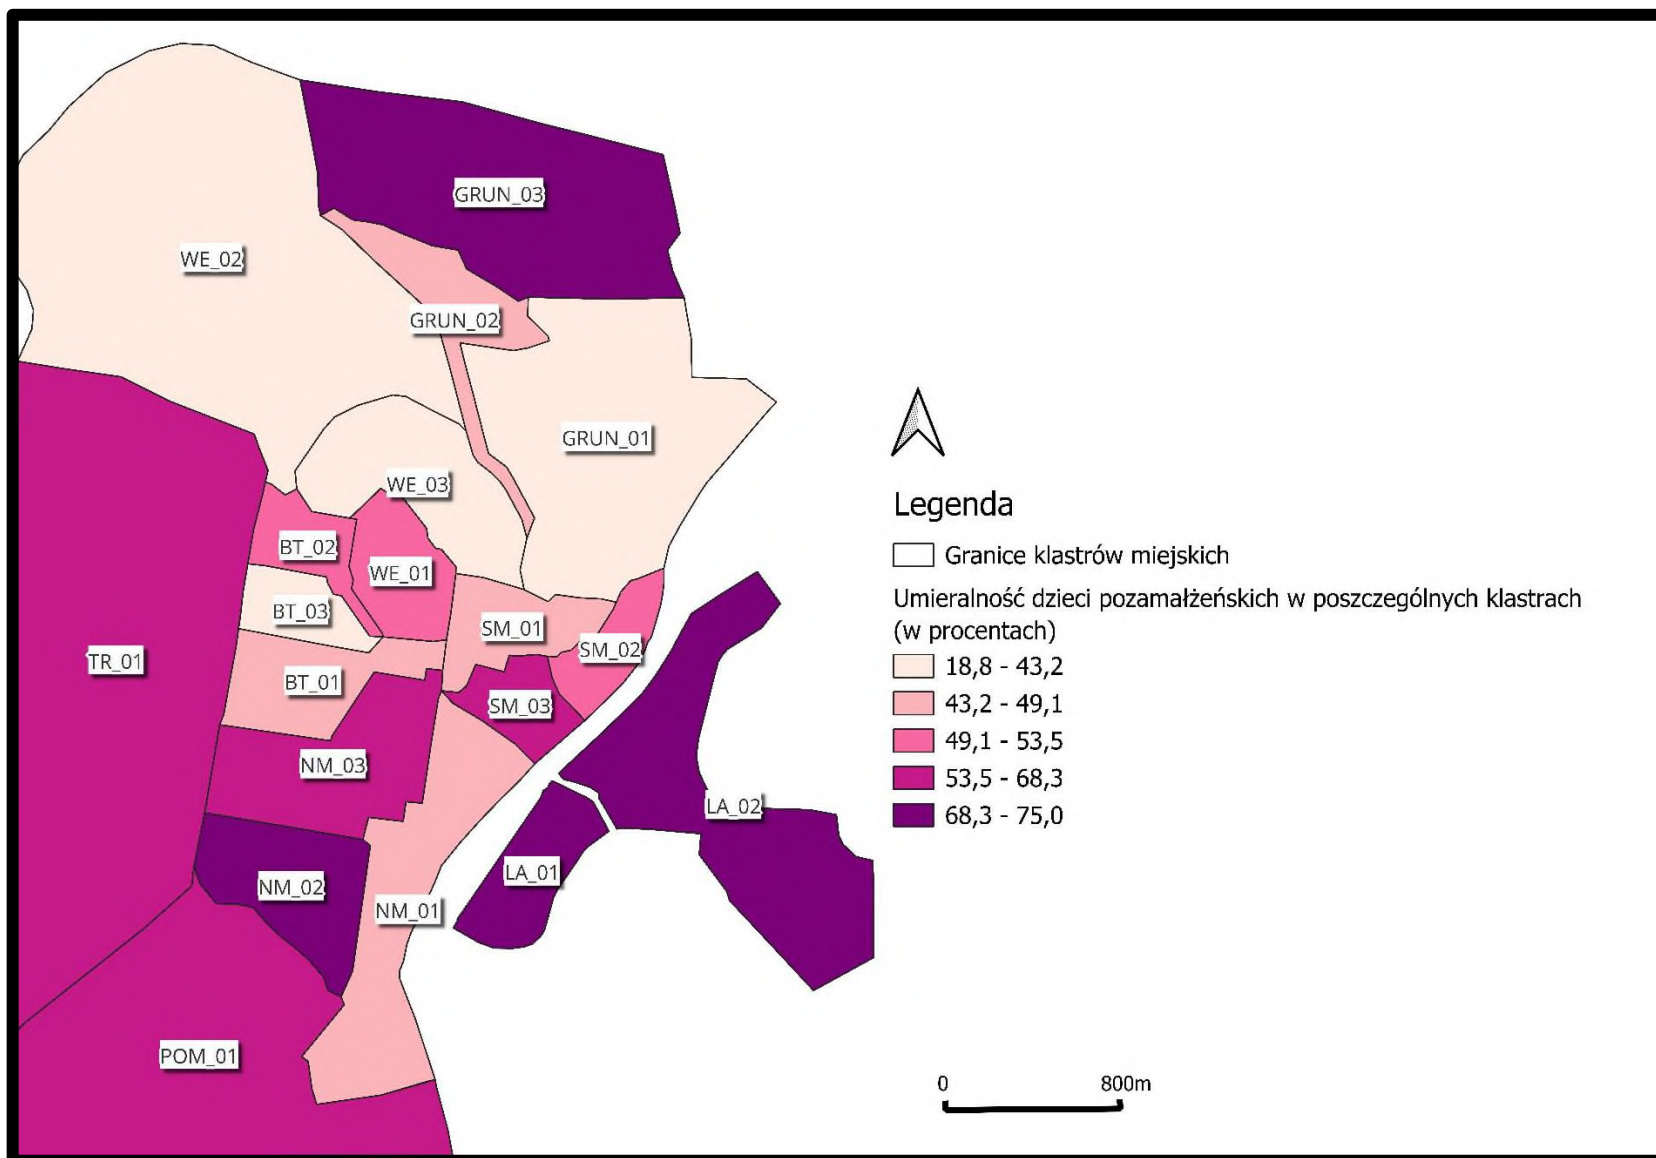 GRUN_03
WE_02
GRUN_02
GRUN_01
WE_03
BT_02
WE_01
BT_03
SM_01
SM_02
TR_01
BT_01
SM_03
NM_03
LA_02
LA_01
NM_02
NM_01
POM_01
Legenda
Granice klastrów miejskich
Umieralność dzieci pozamałżeńskich w poszczególnych klastrach
(w procentach)
18,8 - 43,2
43,2 - 49,1
49,1 - 53,5
53,5 - 68,3
68,3 - 75,0
0 800m